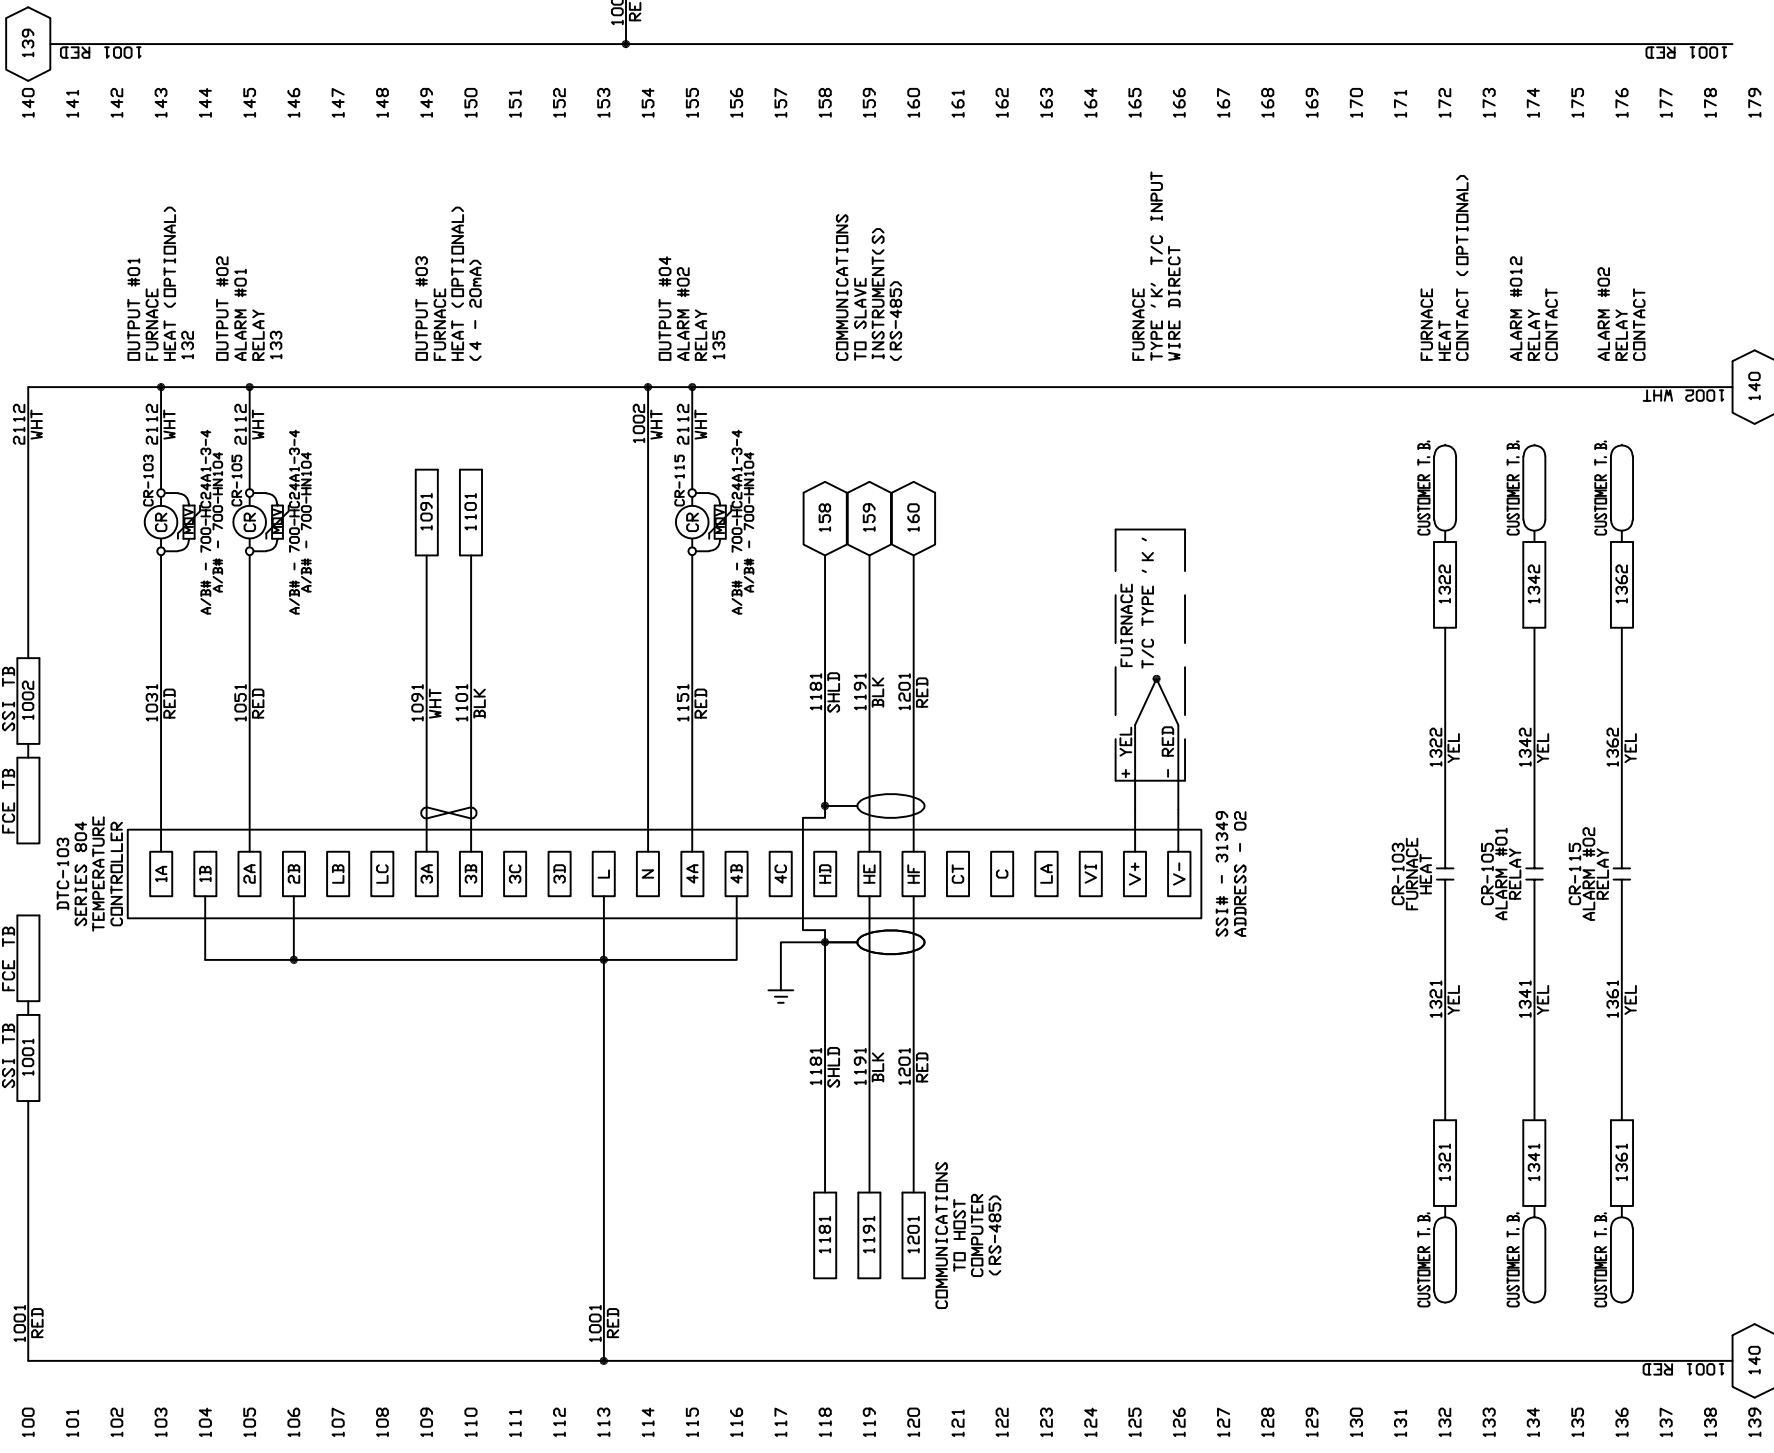 100
1001
RED
SSI TB
1001
FCE TB
FCE TB
SSI TB
1002
2112
WHT
101
102
DTC-103
SERIES 804
TEMPERATURE
CONTROLLER
103
1A
1031
RED
CR-103
CR
MOV
A/B# - 700-HC24A1-3-4
A/B# - 700-HN104
2112
WHT
OUTPUT #01
FURNACE
HEAT (OPTIONAL)
132
104
1B
105
2A
1051
RED
CR-105
CR
MOV
A/B# - 700-HC24A1-3-4
A/B# - 700-HN104
2112
WHT
OUTPUT #02
ALARM #01
RELAY
133
106
2B
107
LB
108
LC
109
3A
1091
WHT
1091
OUTPUT #03
FURNACE
HEAT (OPTIONAL)
(4 - 20mA)
110
3B
1101
BLK
1101
111
3C
112
3D
113
1001
RED
L
114
N
1002
WHT
115
4A
1151
RED
CR-115
CR
MOV
A/B# - 700-HC24A1-3-4
A/B# - 700-HN104
2112
WHT
OUTPUT #04
ALARM #02
RELAY
135
116
4B
117
4C
118
1181
1181
SHLD
HD
1181
SHLD
158
COMMUNICATIONS
TO SLAVE
INSTRUMENT(S)
(RS-485)
119
1191
1191
BLK
HE
1191
BLK
159
120
1201
1201
RED
HF
1201
RED
160
COMMUNICATIONS
TO HOST
COMPUTER
(RS-485)
121
CT
122
C
123
LA
124
VI
125
V+
+ YEL
FUIRNACE
T/C TYPE 'K'
FURNACE
TYPE 'K' T/C INPUT
WIRE DIRECT
126
V-
- RED
127
SSI# - 31349
ADDRESS - 02
128
129
130
131
132
CUSTOMER T.B.
1321
1321
YEL
CR-103
FURNACE
HEAT
1322
YEL
1322
CUSTOMER T.B.
FURNACE
HEAT
CONTACT (OPTIONAL)
133
134
CUSTOMER T.B.
1341
1341
YEL
CR-105
ALARM #01
RELAY
1342
YEL
1342
CUSTOMER T.B.
ALARM #012
RELAY
CONTACT
135
136
CUSTOMER T.B.
1361
1361
YEL
CR-115
ALARM #02
RELAY
1362
YEL
1362
CUSTOMER T.B.
ALARM #02
RELAY
CONTACT
137
138
139
1001 RED
140
1002 WHT
140
139
1001 RED
1001 RED
140
141
142
143
144
145
146
147
148
149
150
151
152
153
154
155
156
157
158
159
160
161
162
163
164
165
166
167
168
169
170
171
172
173
174
175
176
177
178
179